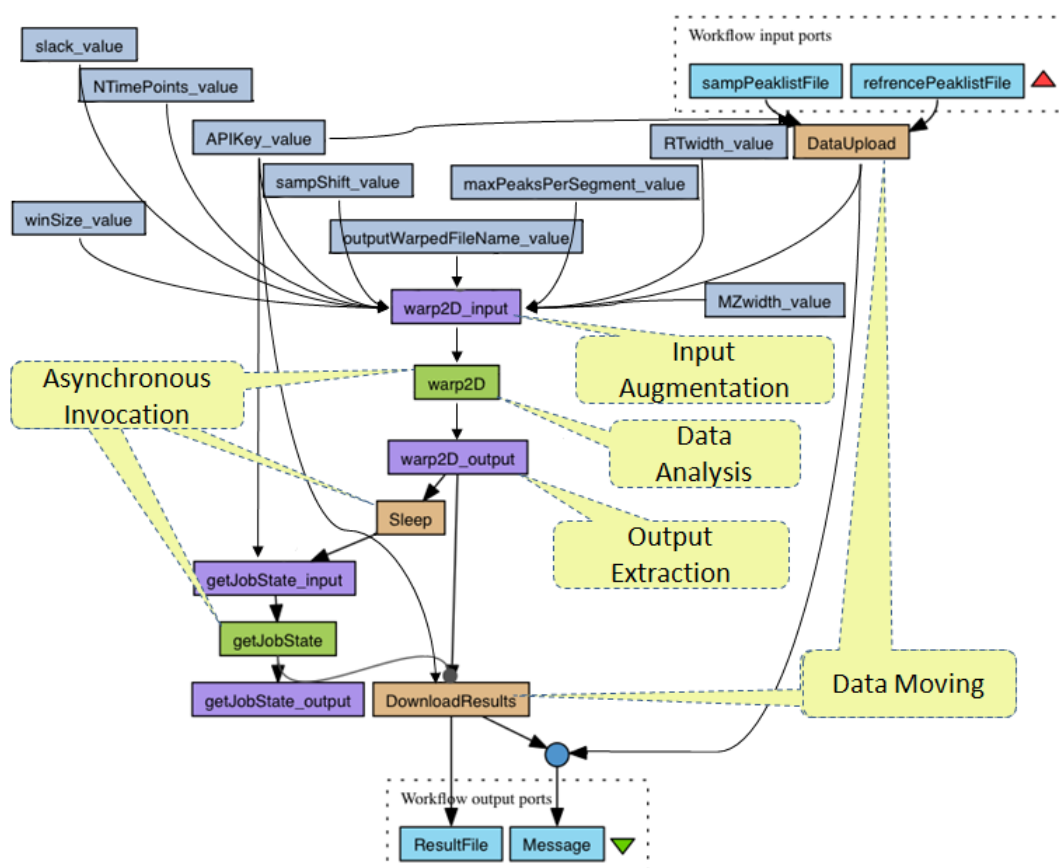 slack_value
Workflow input ports
NTimePoints_value
sampPeaklistFile
refrencePeaklistFile
APIKey_value
RTwidth_value
DataUpload
sampShift_value
maxPeaksPerSegment_value
winSize_value
outputWarpedFileName_value
warp2D_input
MZwidth_value
Input
Augmentation
Asynchronous
Invocation
warp2D
Data
Analysis
warp2D_output
Sleep
Output
Extraction
getJobState_input
getJobState
getJobState_output
DownloadResults
Data Moving
Workflow output ports
ResultFile
Message